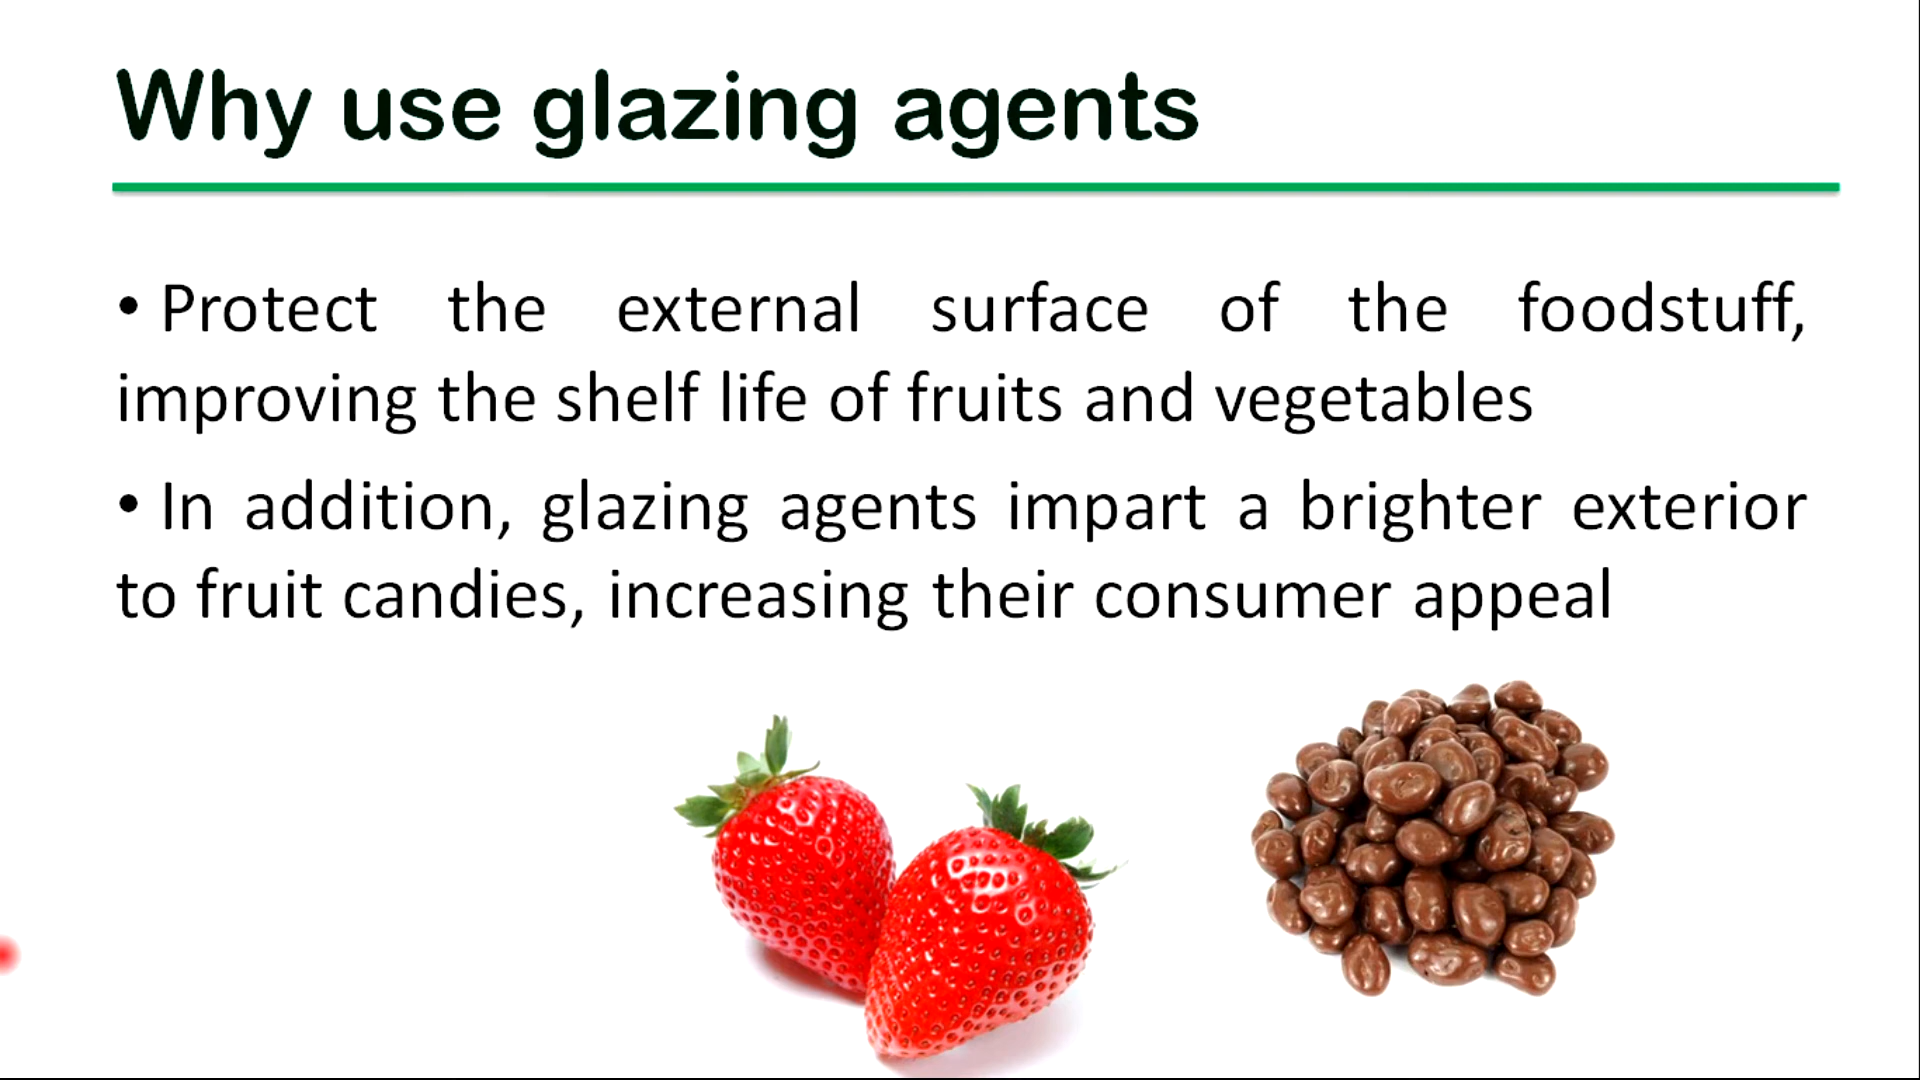 Why use glazing agents
• Protect the external surface of the foodstuff,
improving the shelf life of fruits and vegetables
• In addition, glazing agents impart a brighter exterior
to fruit candies, increasing their consumer appeal